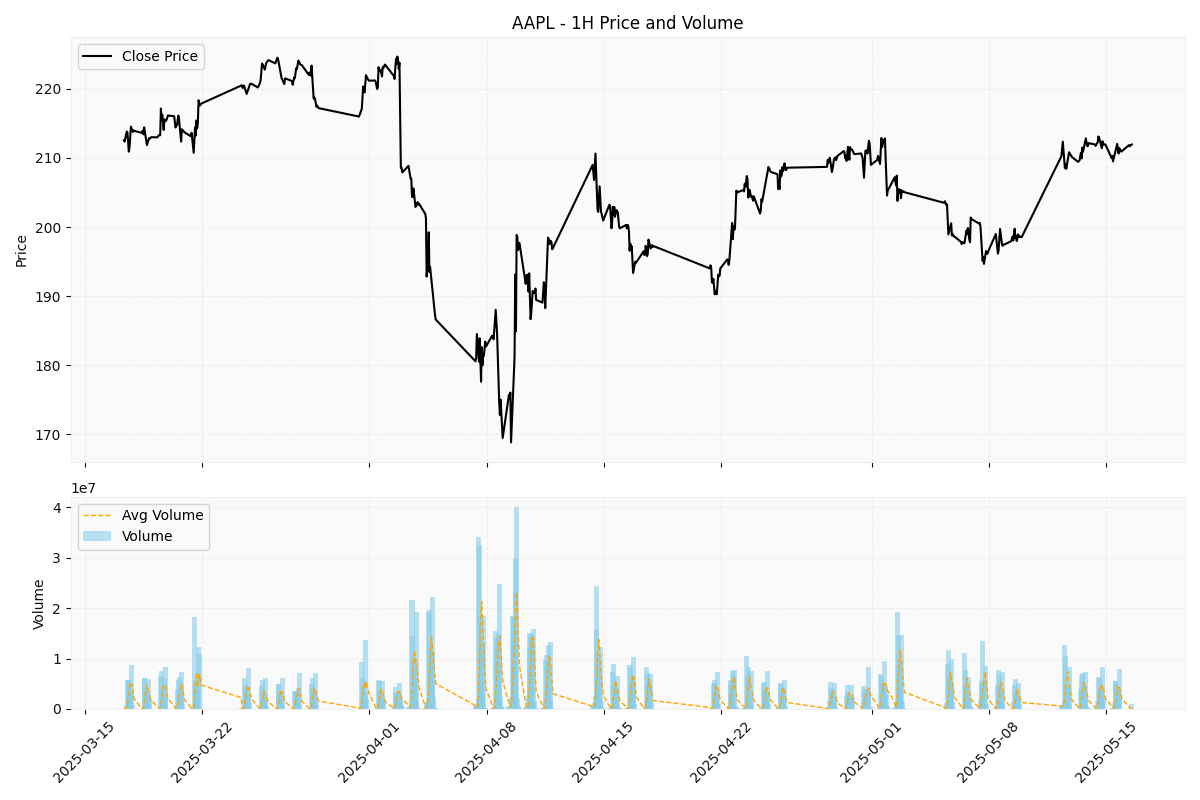 AAPL - 1H Price and Volume
Close Price
220
210
200
190
180
170
Price
1e7
Avg Volume
Volume
4
3
2
1
0
Volume
2025-03-15
2025-03-22
2025-04-01
2025-04-08
2025-04-15
2025-04-22
2025-05-01
2025-05-08
2025-05-15